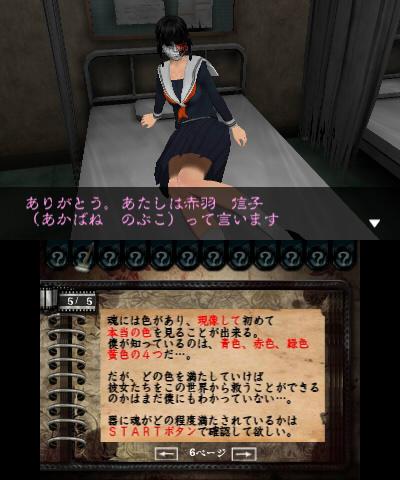 ありがとう。あたしは赤羽　信子
（あかばね　のぶこ）って言います
? ? ? ? ? ? ? ? ? ? ?
5/ 5
魂には色があり、現像して初めて
本当の色を見ることが出来る。
僕が知っているのは、青色、赤色、緑色
黄色の４つだ…。
だが、どの色を満たしていけば
彼女たちをこの世界から救うことができる
のかはまだ僕にもわかっていない…。
器に魂がどの程度満たされているかは
ＳＴＡＲＴボタンで確認して欲しい。
6ページ